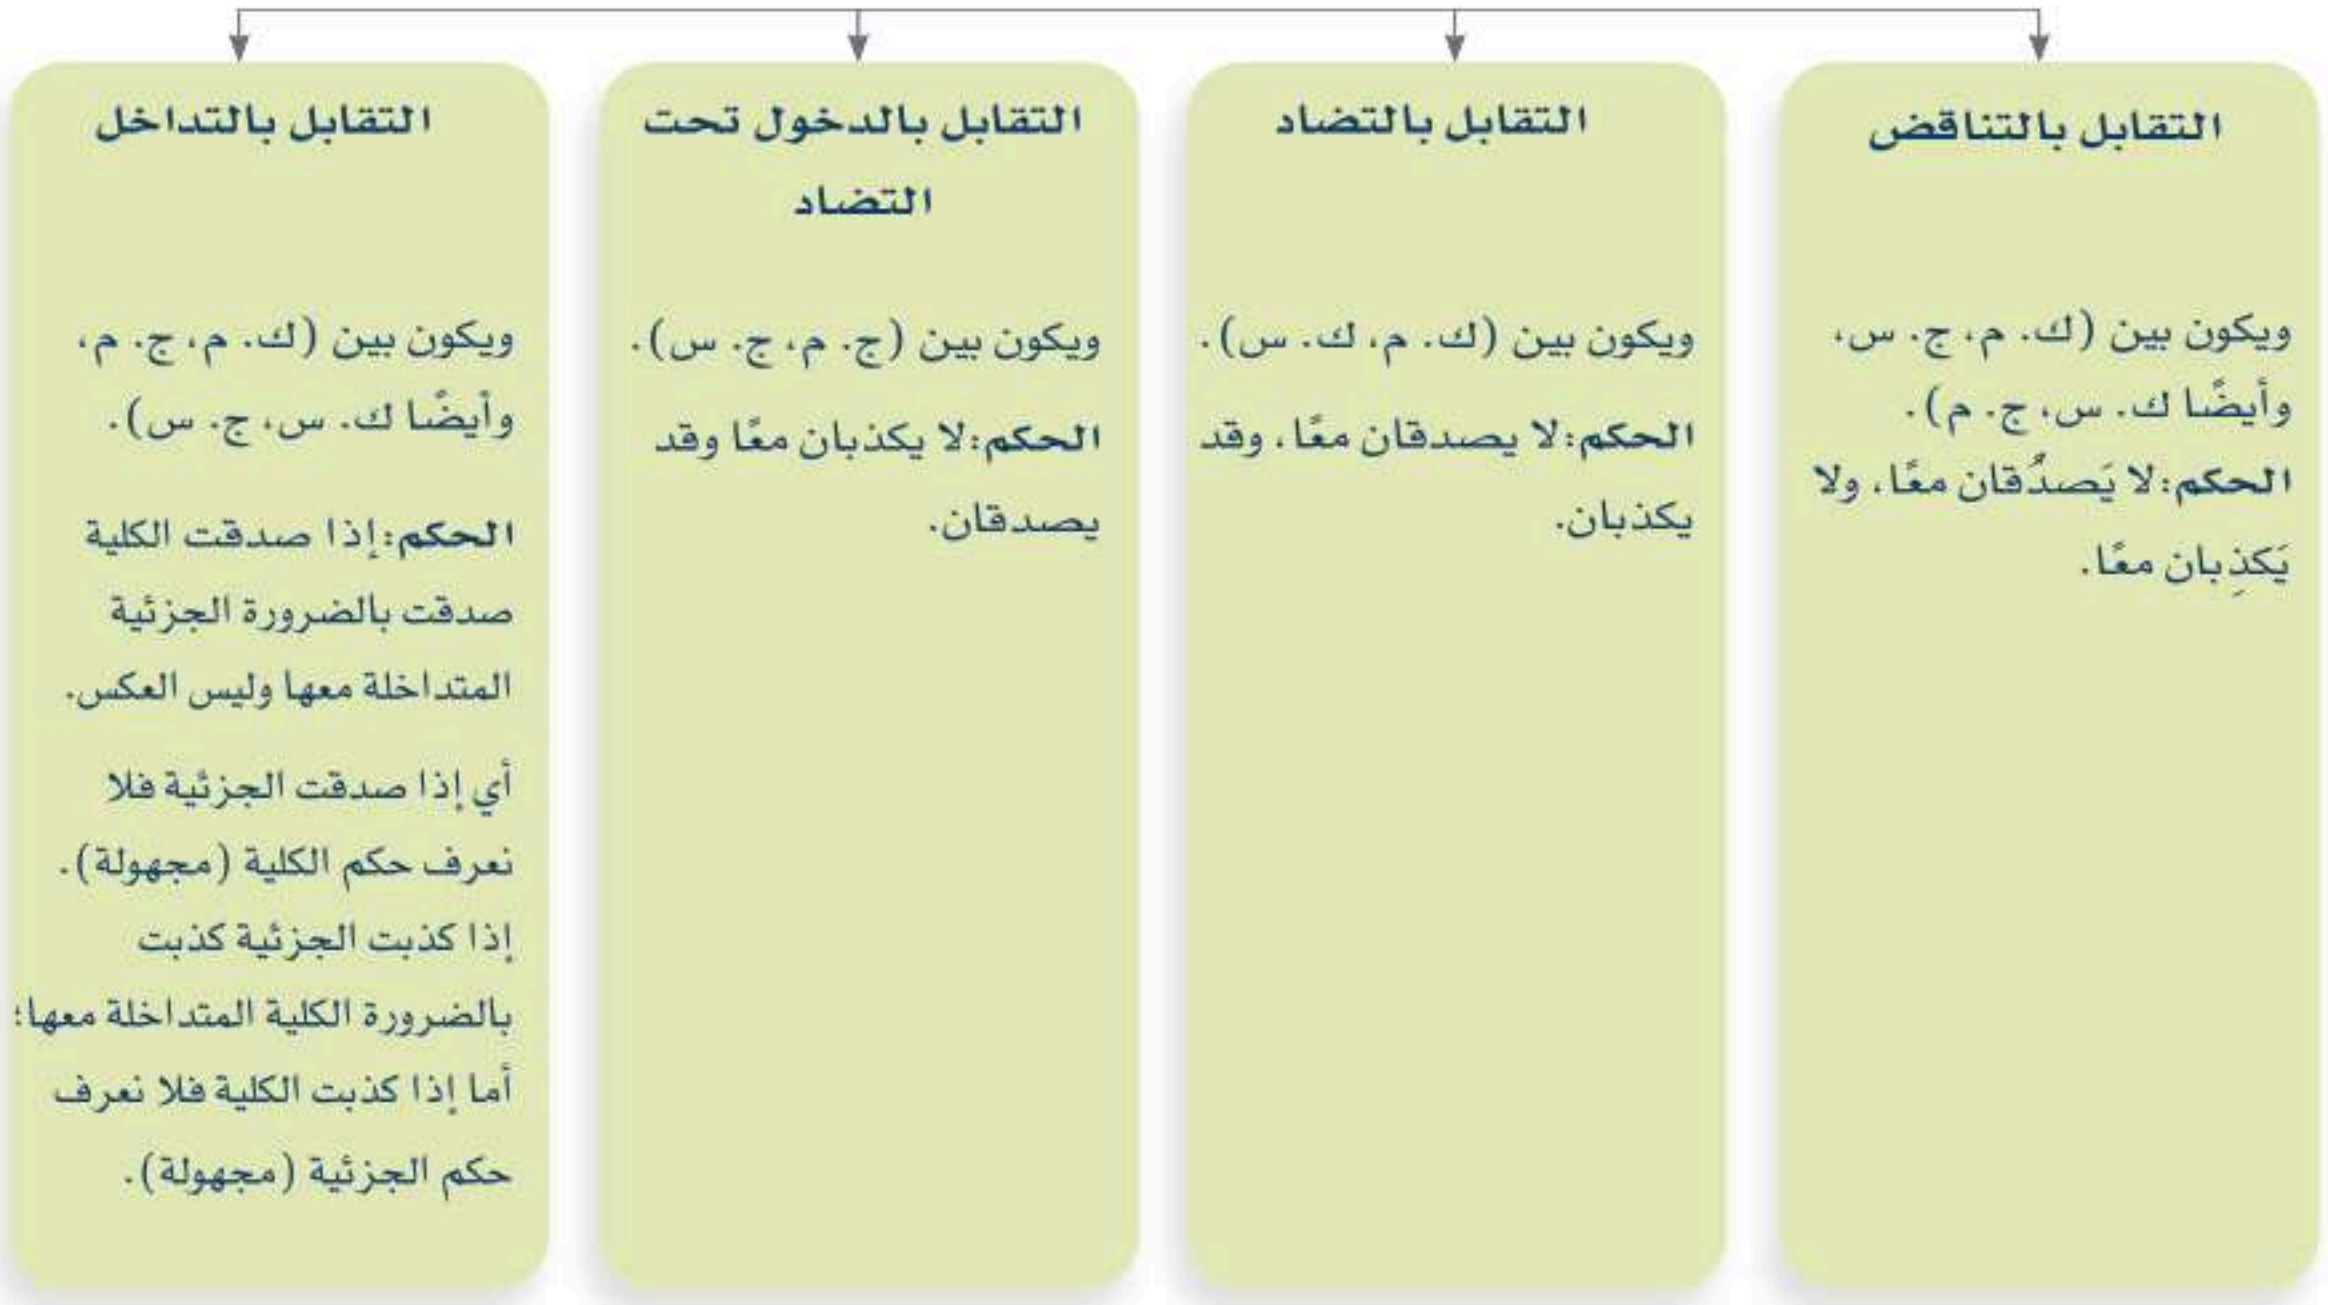 التقابل بالتناقض
ويكون بين (ك. م، ج. س،
وأيضًا ك. س، ج. م).
الحكم: لا يَصدُقان معًا، ولا
يَكذِبان معًا.
التقابل بالتضاد
ويكون بين (ك. م، ك. س).
الحكم: لا يصدقان معًا، وقد
يكذبان.
التقابل بالدخول تحت
التضاد
ويكون بين (ج. م، ج. س).
الحكم: لا يكذبان معًا وقد
يصدقان.
التقابل بالتداخل
ويكون بين (ك. م، ج. م،
وأيضًا ك. س، ج. س).
الحكم: إذا صدقت الكلية
صدقت بالضرورة الجزئية
المتداخلة معها وليس العكس.
أي إذا صدقت الجزئية فلا
نعرف حكم الكلية (مجهولة).
إذا كذبت الجزئية كذبت
بالضرورة الكلية المتداخلة معها؛
أما إذا كذبت الكلية فلا نعرف
حكم الجزئية (مجهولة).